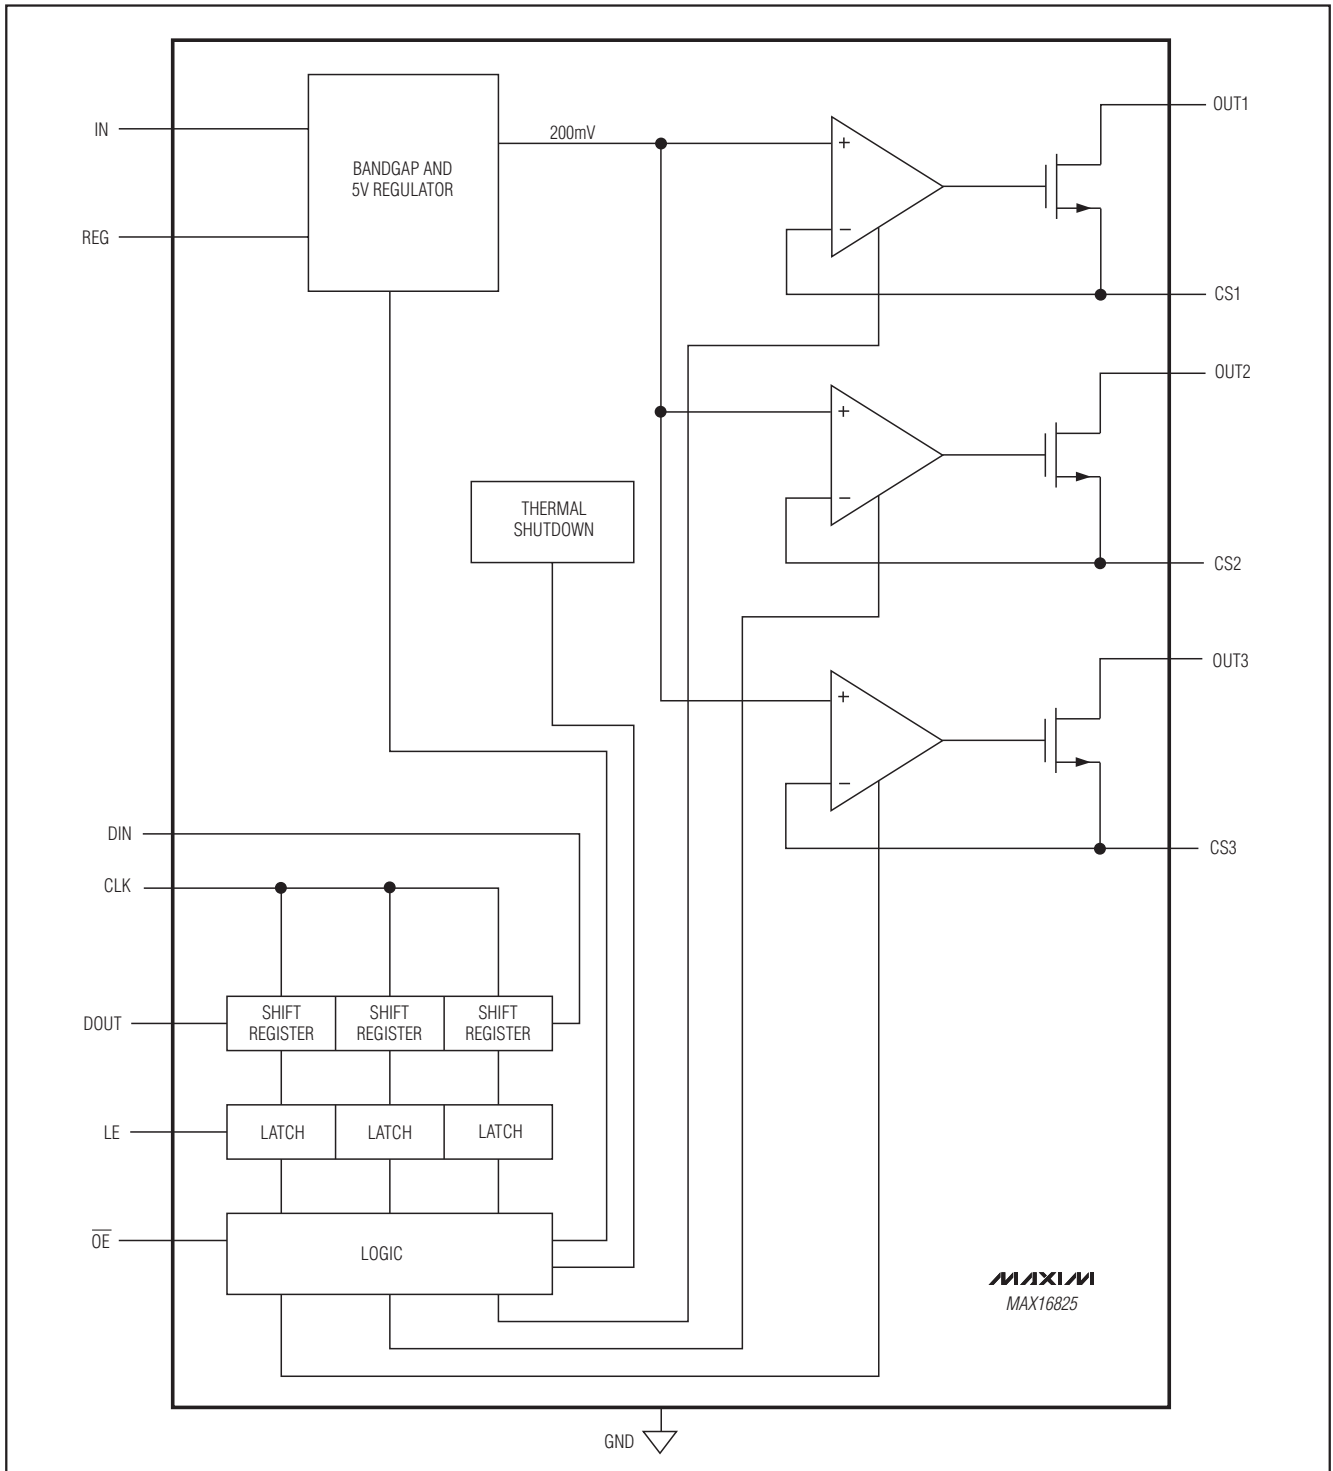 IN
REG
BANDGAP AND
5V REGULATOR
200mV
+
−
OUT1
CS1
+
−
OUT2
CS2
THERMAL
SHUTDOWN
+
−
OUT3
CS3
DIN
CLK
DOUT
SHIFT
REGISTER
SHIFT
REGISTER
SHIFT
REGISTER
LE
LATCH
LATCH
LATCH
OE
LOGIC
MAXIM
MAX16825
GND